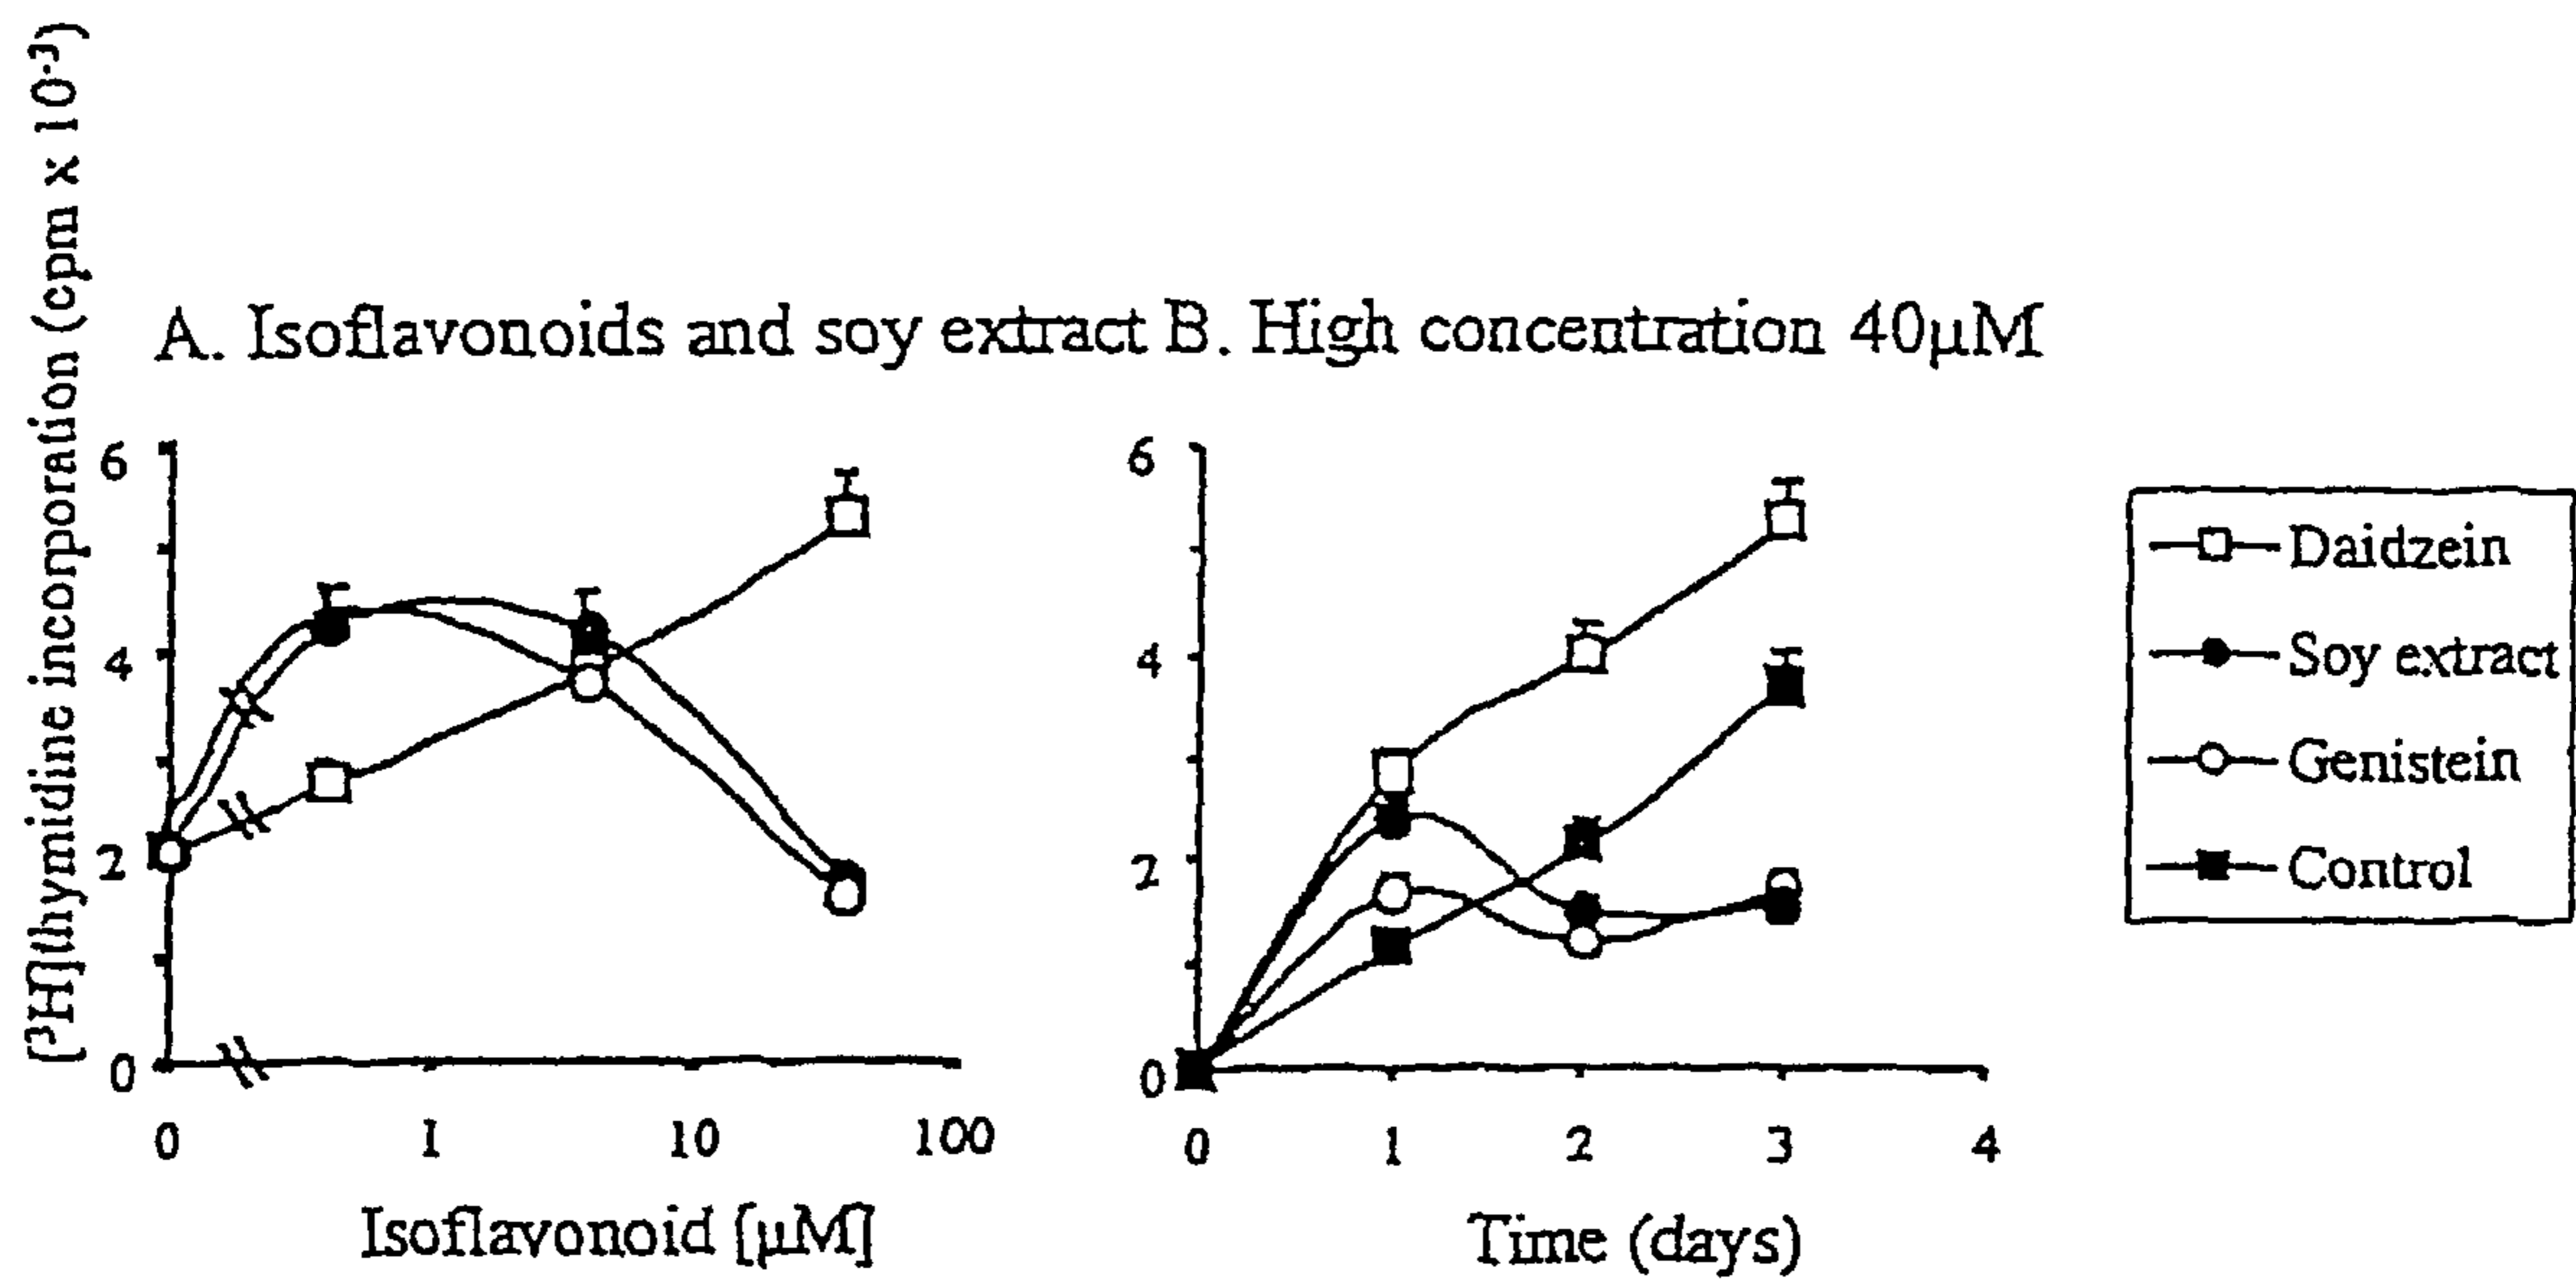 [³H]thymidine incorporation (cpm x 10⁻³)
A. Isoflavonoids and soy extract B. High concentration 40µM
6
4
2
0
0 1 10 100
Isoflavonoid [µM]
6
4
2
0
0 1 2 3 4
Time (days)
Daidzein
Soy extract
Genistein
Control